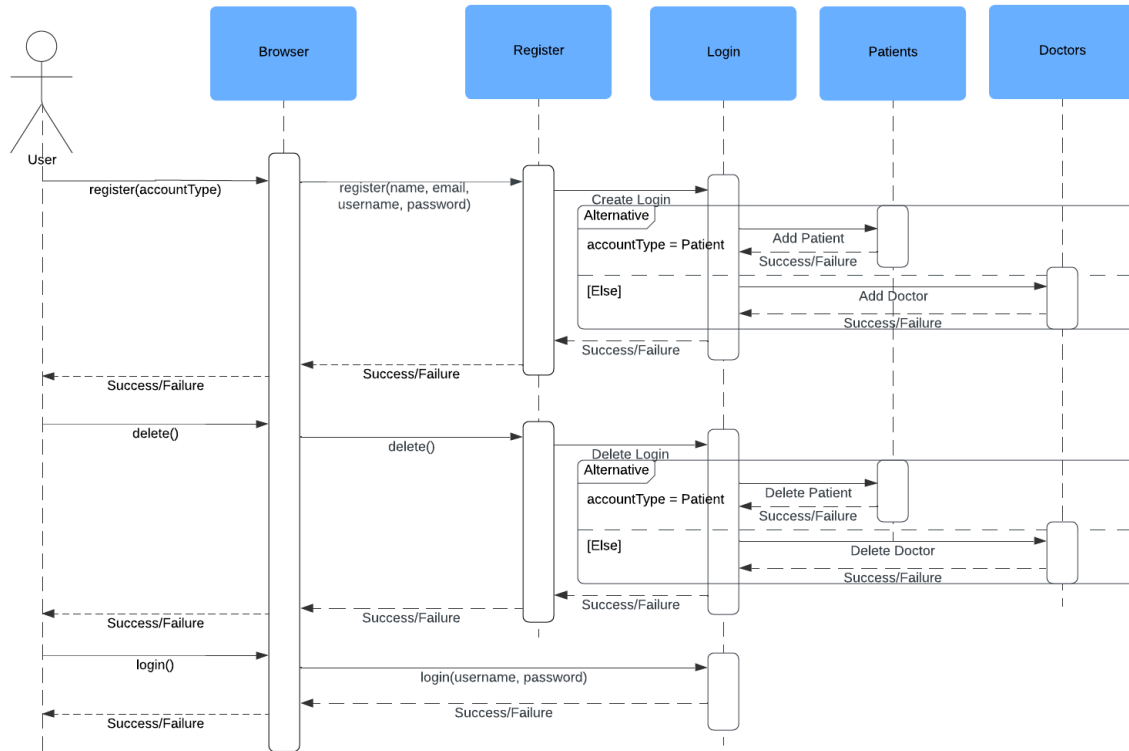 Browser
Register
Login
Patients
Doctors
User
register(accountType)
register(name, email,
username, password)
Create Login
Alternative
accountType = Patient
Add Patient
Success/Failure
[Else]
Add Doctor
Success/Failure
Success/Failure
Success/Failure
Success/Failure
delete()
delete()
Delete Login
Alternative
accountType = Patient
Delete Patient
Success/Failure
[Else]
Delete Doctor
Success/Failure
Success/Failure
Success/Failure
Success/Failure
login()
login(username, password)
Success/Failure
Success/Failure